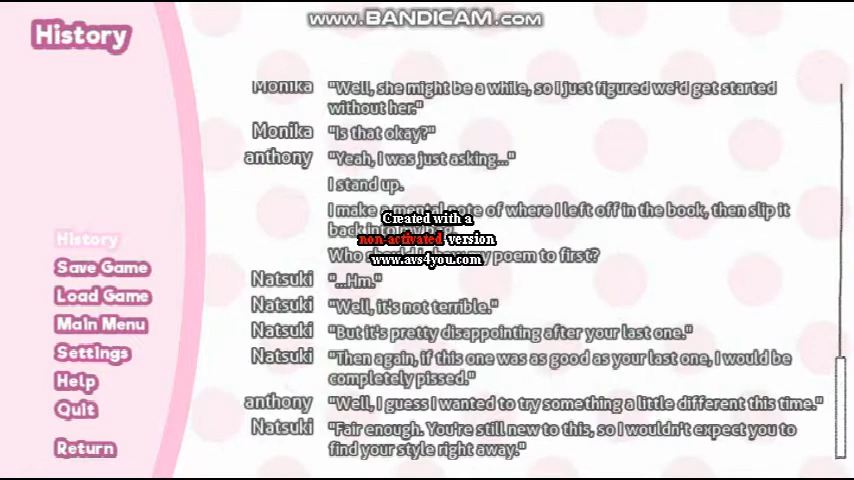 www.BANDICAM.com
History
Monika "Well, she might be a while, so I just figured we'd get started
without her."
Monika "Is that okay?"
anthony "Yeah, I was just asking..."
I stand up.
I make a mental note of where I left off in the book, then slip it
back into my bag.
Who should I show my poem to first?
Created with a
non-activated version
www.avs4you.com
Natsuki "...Hm."
Natsuki "Well, it's not terrible."
Natsuki "But it's pretty disappointing after your last one."
Natsuki "Then again, if this one was as good as your last one, I would be
completely pissed."
anthony "Well, I guess I wanted to try something a little different this time."
Natsuki "Fair enough. You're still new to this, so I wouldn't expect you to
find your style right away."
History
Save Game
Load Game
Main Menu
Settings
Help
Quit
Return